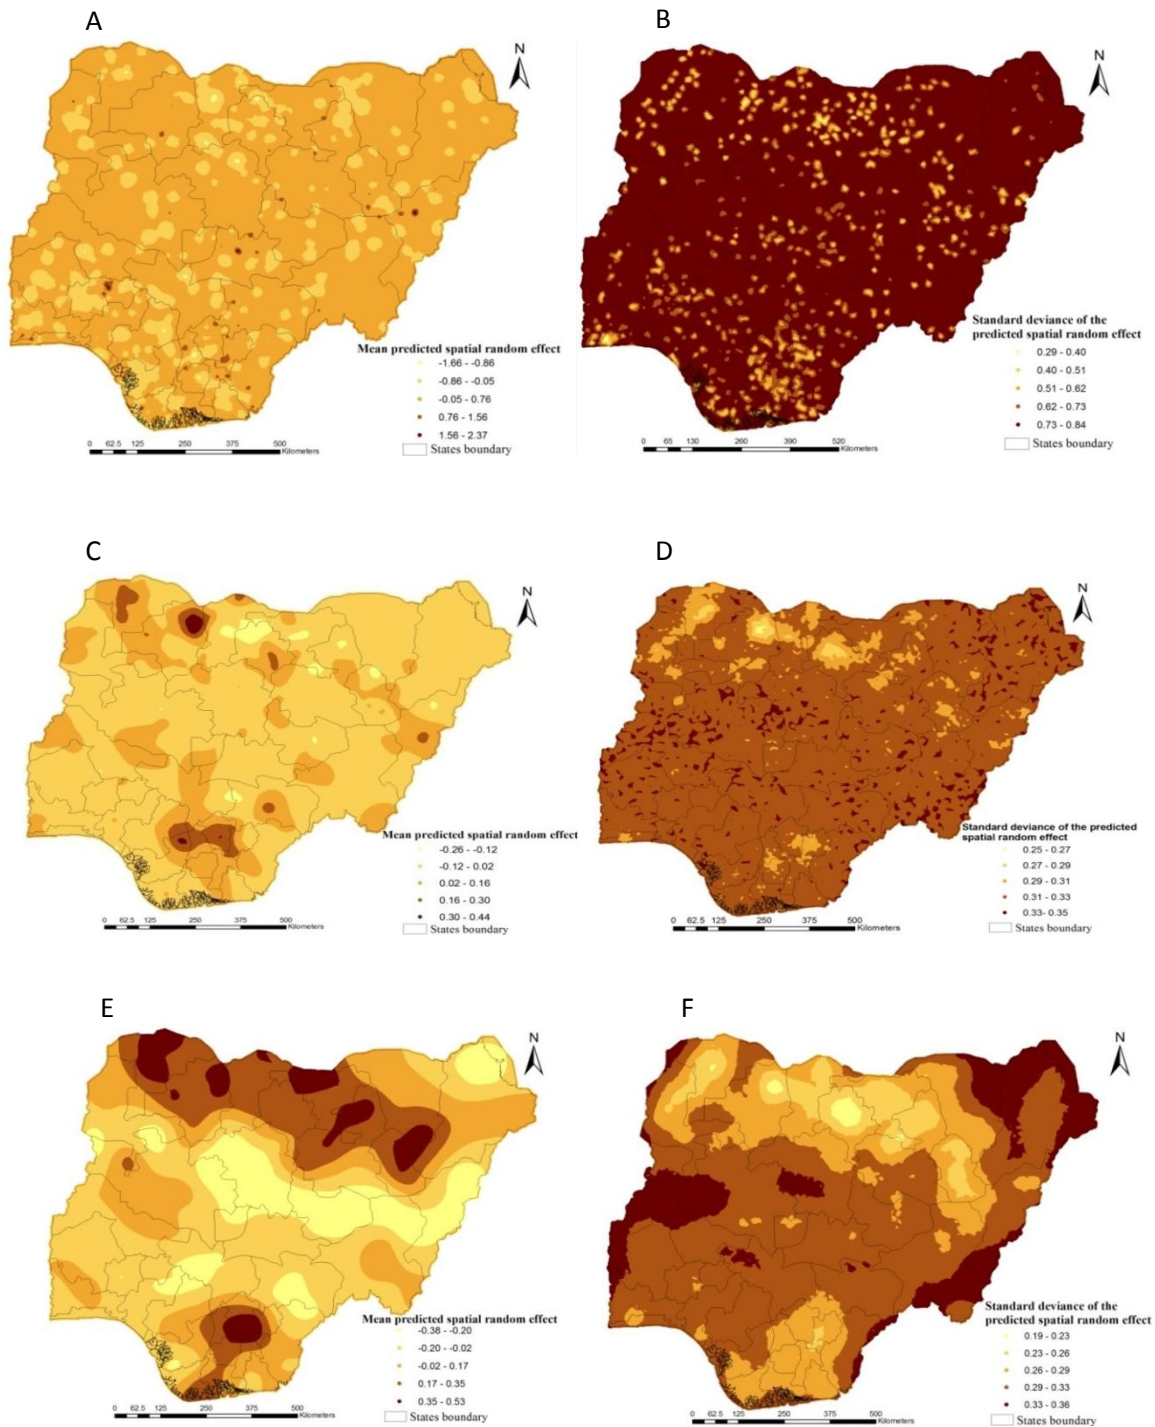 A
N
Mean predicted spatial random effect
-1.66 - -0.86
-0.86 - -0.05
-0.05 - 0.76
0.76 - 1.56
1.56 - 2.37
States boundary
0 62.5 125 250 375 500
Kilometers
B
N
Standard deviance of the
predicted spatial random effect
0.29 - 0.40
0.40 - 0.51
0.51 - 0.62
0.62 - 0.73
0.73 - 0.84
States boundary
0 65 130 260 390 520
Kilometers
C
N
Mean predicted spatial random effect
-0.26 - -0.12
-0.12 - 0.02
0.02 - 0.16
0.16 - 0.30
0.30 - 0.44
States boundary
0 62.5 125 250 375 500
Kilometers
D
N
Standard deviance of the predicted
spatial random effect
0.25 - 0.27
0.27 - 0.29
0.29 - 0.31
0.31 - 0.33
0.33- 0.35
States boundary
0 62.5 125 250 375 500
Kilometers
E
N
Mean predicted spatial random effect
-0.38 - -0.20
-0.20 - -0.02
-0.02 - 0.17
0.17 - 0.35
0.35 - 0.53
States boundary
0 62.5 125 250 375 500
Kilometers
F
N
Standard deviance of the
predicted spatial random effect
0.19 - 0.23
0.23 - 0.26
0.26 - 0.29
0.29 - 0.33
0.33 - 0.36
States boundary
0 62.5 125 250 375 500
Kilometers